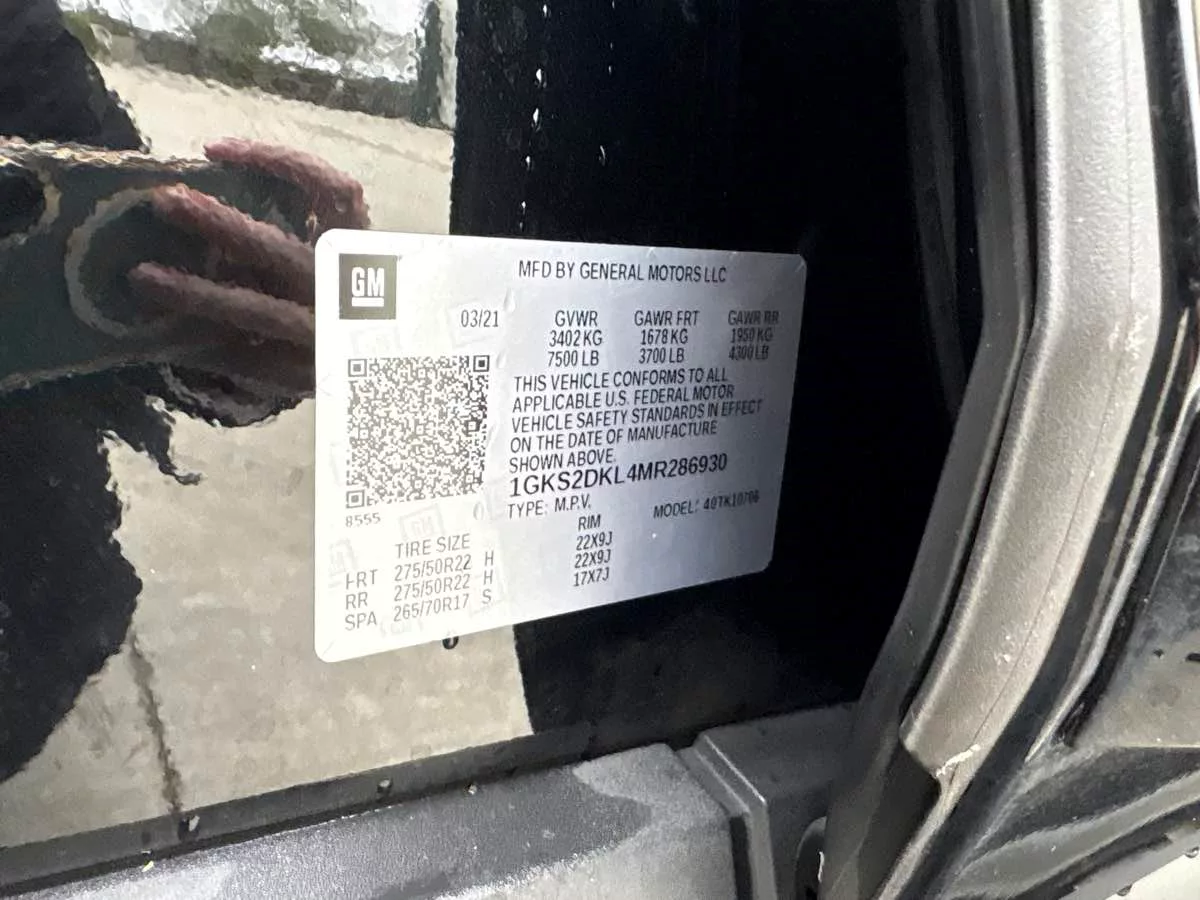 GM
MFD BY GENERAL MOTORS LLC
03/21
GVWR GAWR FRT GAWR RR
3402 KG 1678 KG 1950 KG
7500 LB 3700 LB 4300 LB
THIS VEHICLE CONFORMS TO ALL
APPLICABLE U.S. FEDERAL MOTOR
VEHICLE SAFETY STANDARDS IN EFFECT
ON THE DATE OF MANUFACTURE
SHOWN ABOVE.
1GKS2DKL4MR286930
TYPE: M.P.V. MODEL: 40TK10706
8555
TIRE SIZE RIM
FRT 275/50R22 H 22X9J
RR 275/50R22 H 22X9J
SPA 265/70R17 S 17X7J